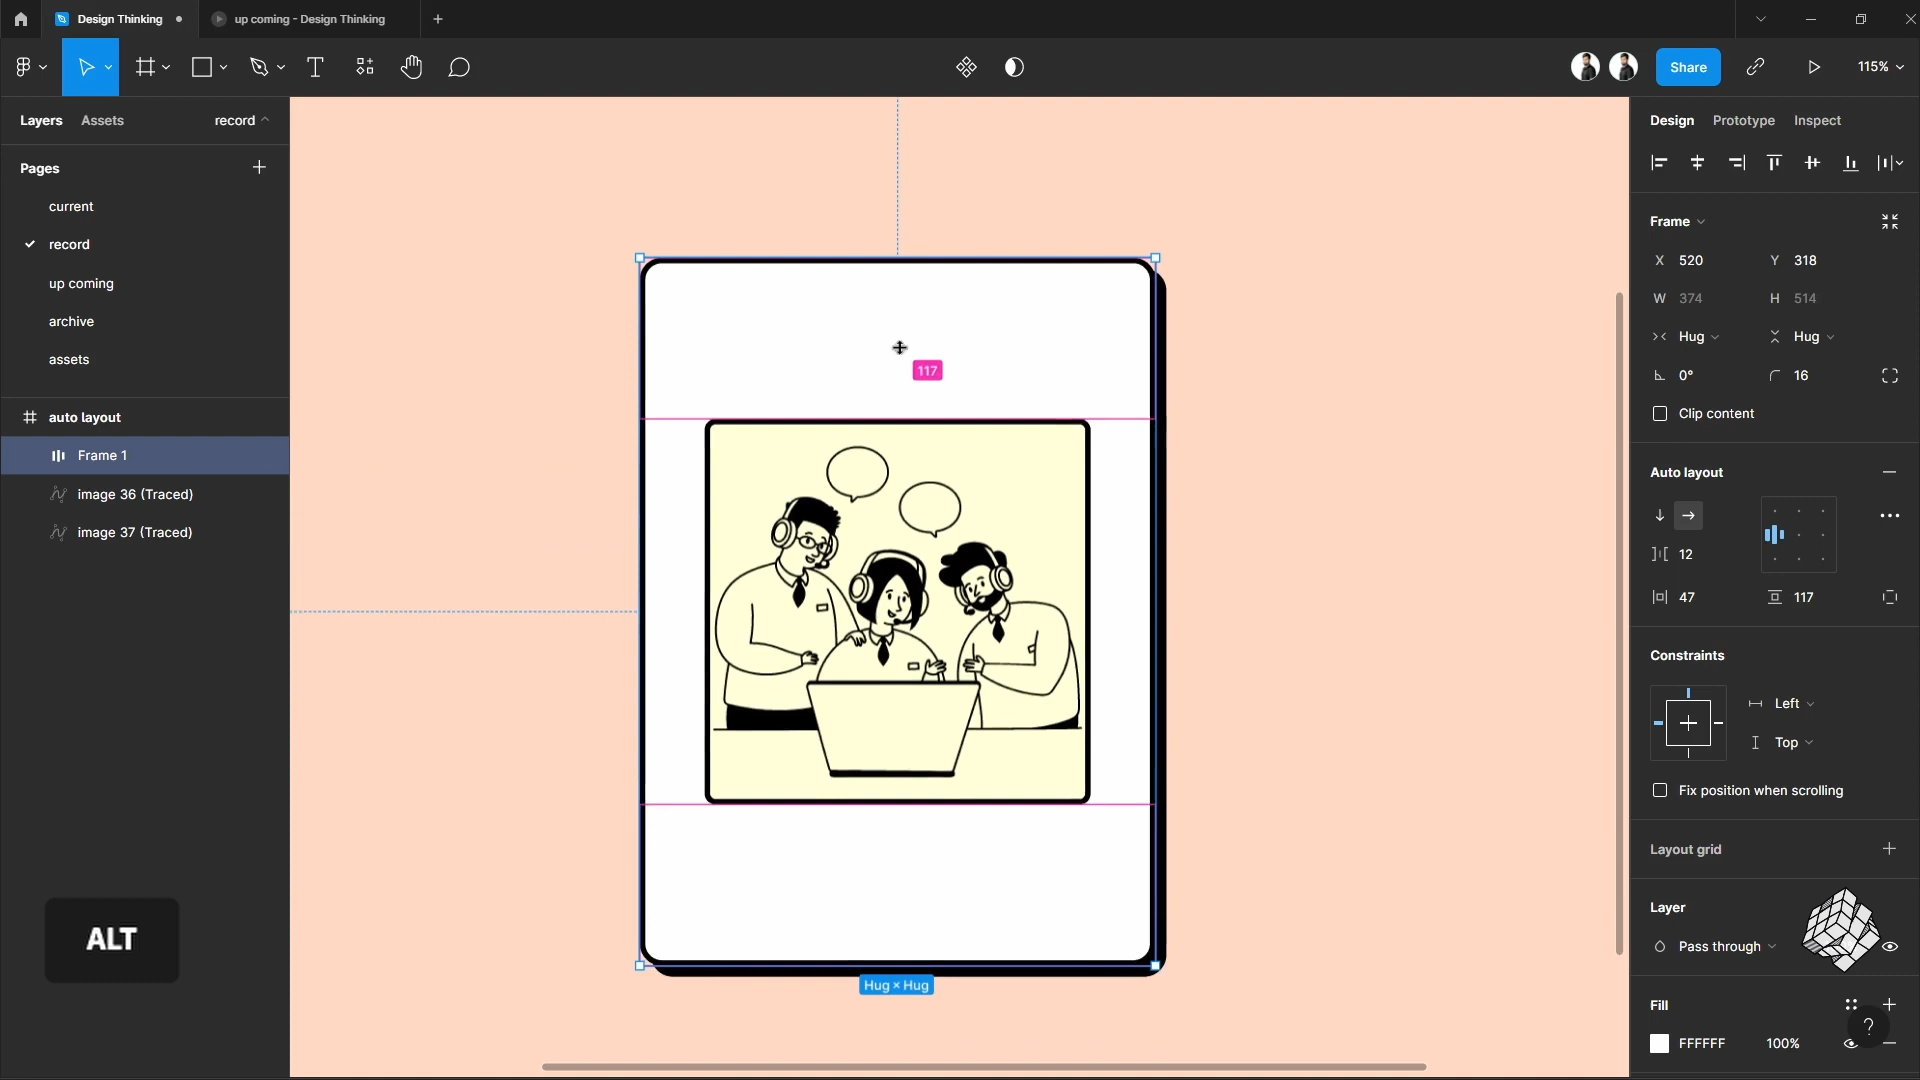 Design Thinking
up coming - Design Thinking
Share
115%
Layers
Assets
record
Pages
current
record
up coming
archive
assets
auto layout
Frame 1
image 36 (Traced)
image 37 (Traced)
ALT
117
Hug × Hug
Design
Prototype
Inspect
Frame
X 520
Y 318
W 374
H 514
Hug
Hug
0°
16
Clip content
Auto layout
12
47
117
Constraints
Left
Top
Fix position when scrolling
Layout grid
Layer
Pass through
Fill
?
FFFFFF
100%